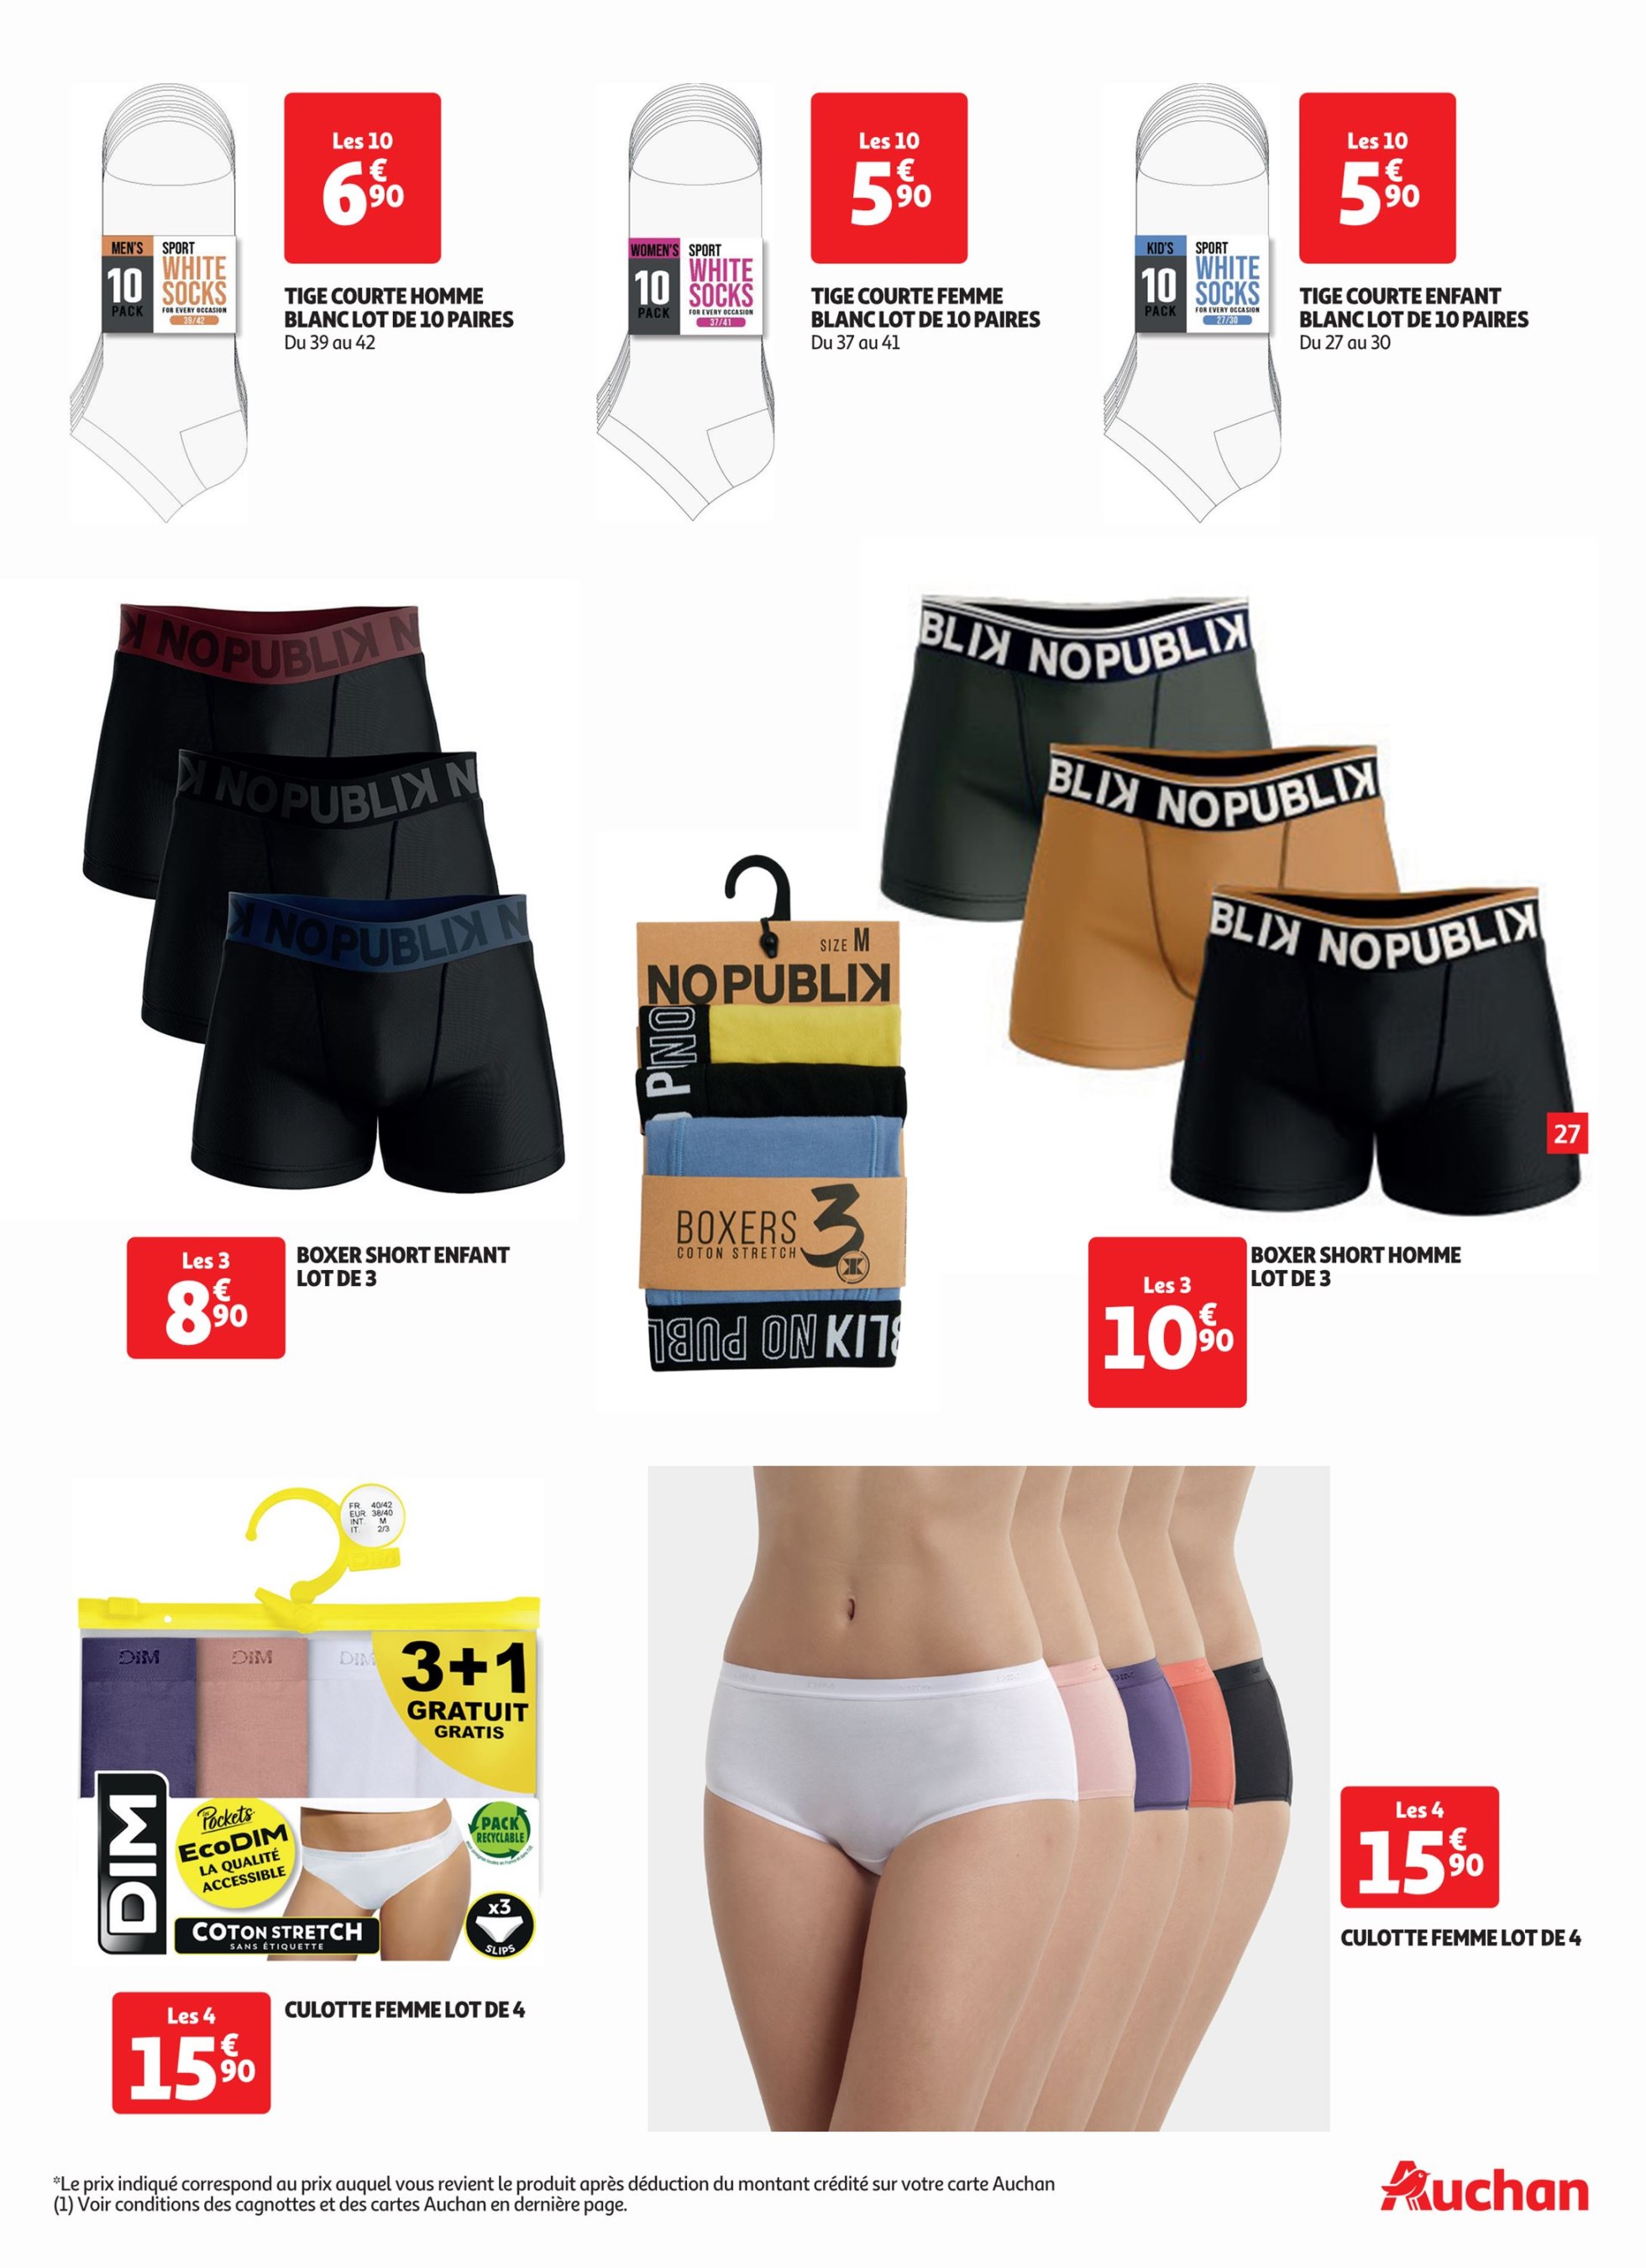 Les 10
6€90
TIGE COURTE HOMME
BLANC LOT DE 10 PAIRES
Du 39 au 42
MEN'S
10
PACK
SPORT
WHITE
SOCKS
FOR EVERY OCCASION
39/42
Les 10
5€90
TIGE COURTE FEMME
BLANC LOT DE 10 PAIRES
Du 37 au 41
WOMEN'S
10
PACK
SPORT
WHITE
SOCKS
FOR EVERY OCCASION
37/41
Les 10
5€90
TIGE COURTE ENFANT
BLANC LOT DE 10 PAIRES
Du 27 au 30
KID'S
10
PACK
SPORT
WHITE
SOCKS
FOR EVERY OCCASION
27/30
K NOPUBLIK N
K NOPUBLIK N
K NOPUBLIK N
BLIK NOPUBLIK
BLIK NOPUBLIK
BLIK NOPUBLIK
SIZE M
NOPUBLIK
BOXERS 3
COTON STRETCH
BLIK NO PUBL
27
Les 3
8€90
BOXER SHORT ENFANT
LOT DE 3
Les 3
10€90
BOXER SHORT HOMME
LOT DE 3
FR. 40/42
EUR. 38/40
INT. M
IT. 2/3
DIM
DIM
DIM
DIM
3+1
GRATUIT
GRATIS
DIM
Les Pockets
EcoDIM
LA QUALITÉ
ACCESSIBLE
PACK
RECYCLABLE
COTON STRETCH
SANS ÉTIQUETTE
x3
SLIPS
Les 4
15€90
CULOTTE FEMME LOT DE 4
DIM
Les 4
15€90
CULOTTE FEMME LOT DE 4
*Le prix indiqué correspond au prix auquel vous revient le produit après déduction du montant crédité sur votre carte Auchan
(1) Voir conditions des cagnottes et des cartes Auchan en dernière page.
Auchan